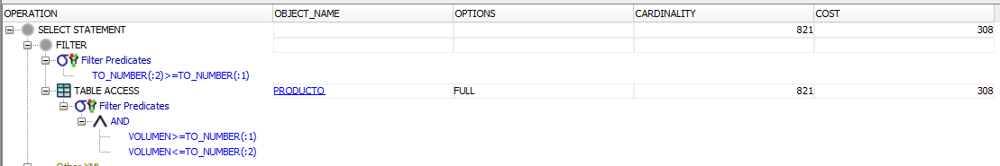 OPERATION OBJECT_NAME OPTIONS CARDINALITY COST
SELECT STATEMENT 821 308
FILTER
Filter Predicates
TO_NUMBER(:2)>=TO_NUMBER(:1)
TABLE ACCESS PRODUCTO FULL 821 308
Filter Predicates
AND
VOLUMEN>=TO_NUMBER(:1)
VOLUMEN<=TO_NUMBER(:2)
Other XML